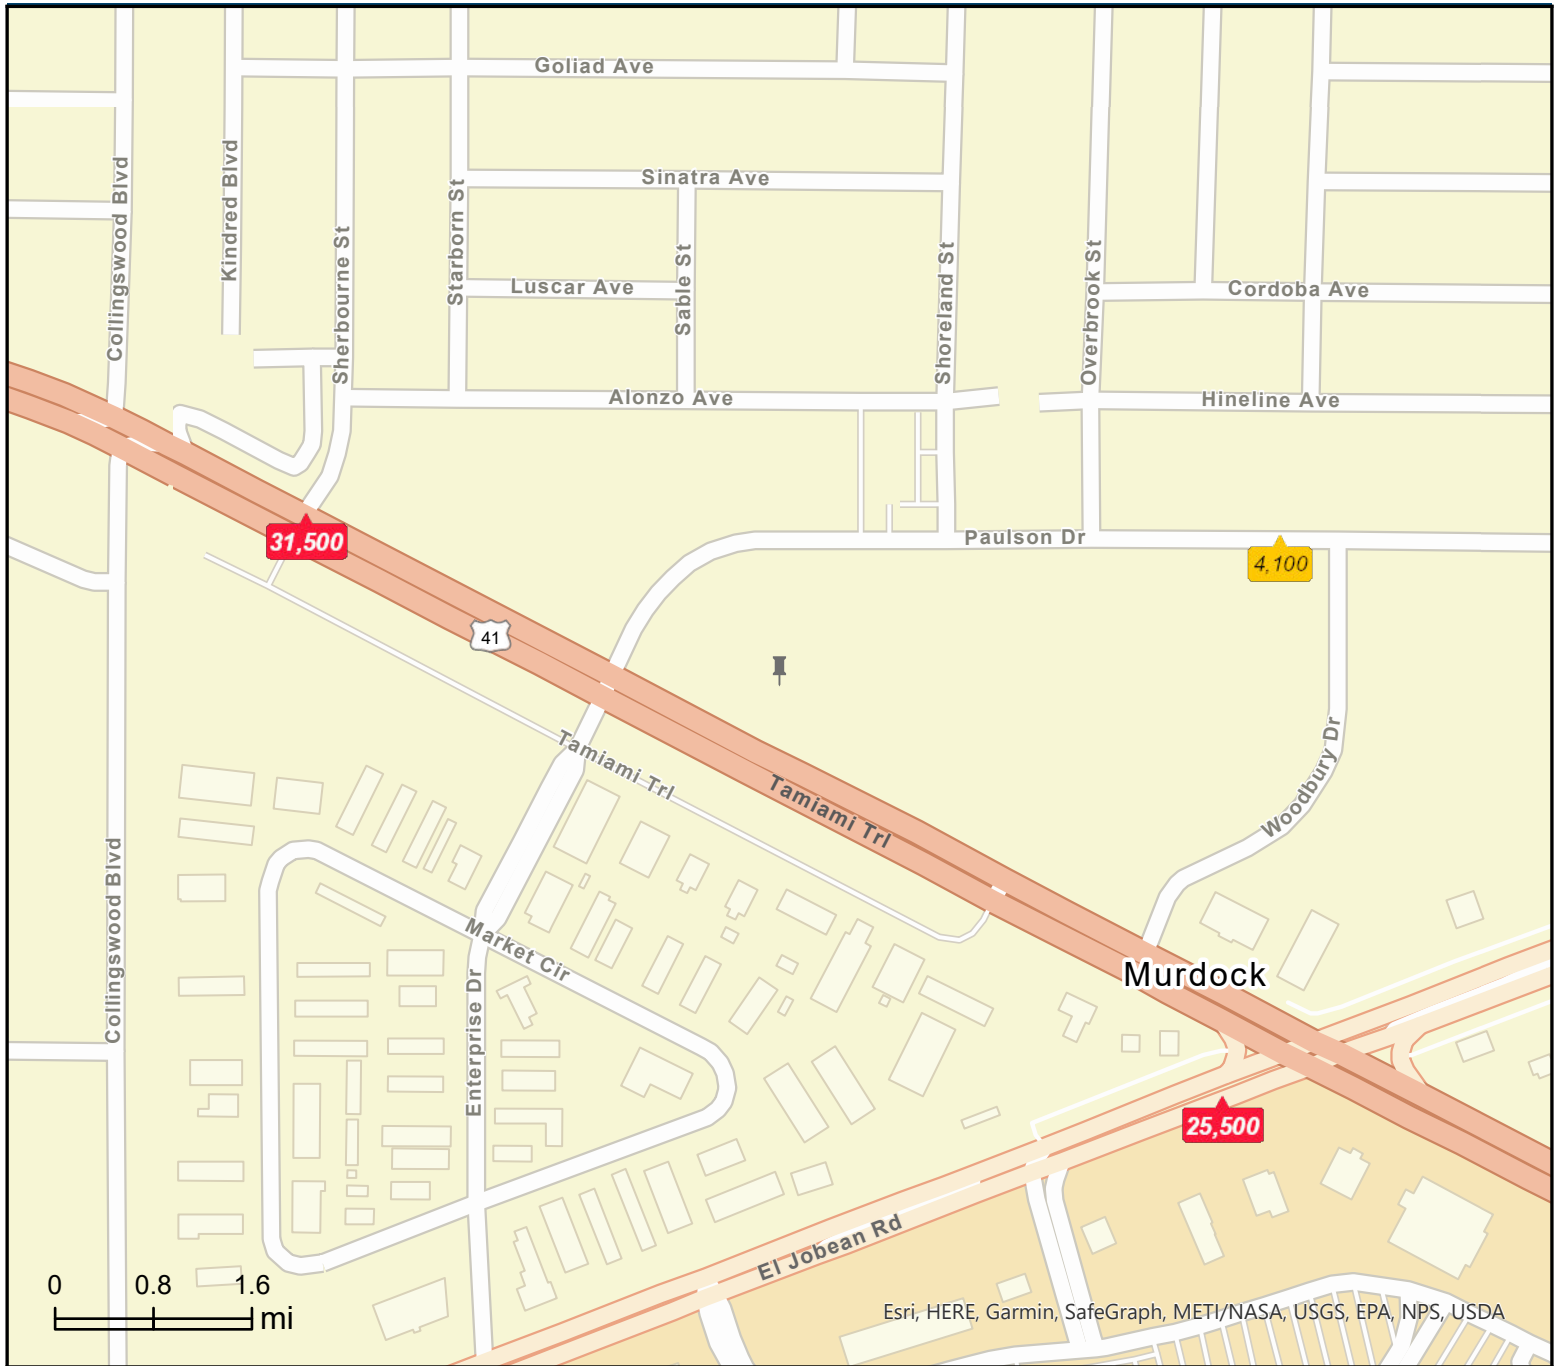 Goliad Ave
Sinatra Ave
Collingswood Blvd
Kindred Blvd
Sherbourne St
Starborn St
Luscar Ave
Sable St
Shoreland St
Overbrook St
Cordoba Ave
Alonzo Ave
Hineline Ave
31,500
Paulson Dr
4,100
41
Tamiami Trl
Tamiami Trl
Woodbury Dr
Collingswood Blvd
Market Cir
Enterprise Dr
Murdock
25,500
El Jobean Rd
0 0.8 1.6
mi
Esri, HERE, Garmin, SafeGraph, METI/NASA, USGS, EPA, NPS, USDA